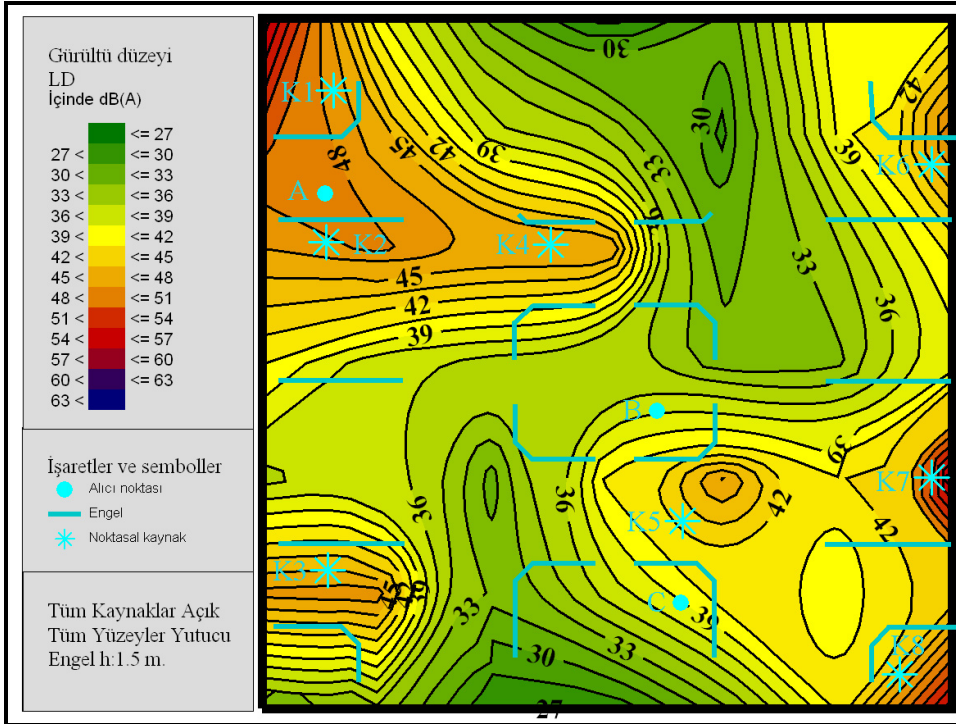 Gürültü düzeyi
LD
İçinde dB(A)
<= 27
27 < <= 30
30 < <= 33
33 < <= 36
36 < <= 39
39 < <= 42
42 < <= 45
45 < <= 48
48 < <= 51
51 < <= 54
54 < <= 57
57 < <= 60
60 < <= 63
63 <
İşaretler ve semboller
Alıcı noktası
Engel
Noktasal kaynak
Tüm Kaynaklar Açık
Tüm Yüzeyler Yutucu
Engel h:1.5 m.
30
K1
42
30
48
45
42
39
33
39
K6
A
36
K2
K4
33
45
42
39
36
B
39
36
36
K5
42
K7
42
K3
45
42
39
C
39
33
33
30
K8
27